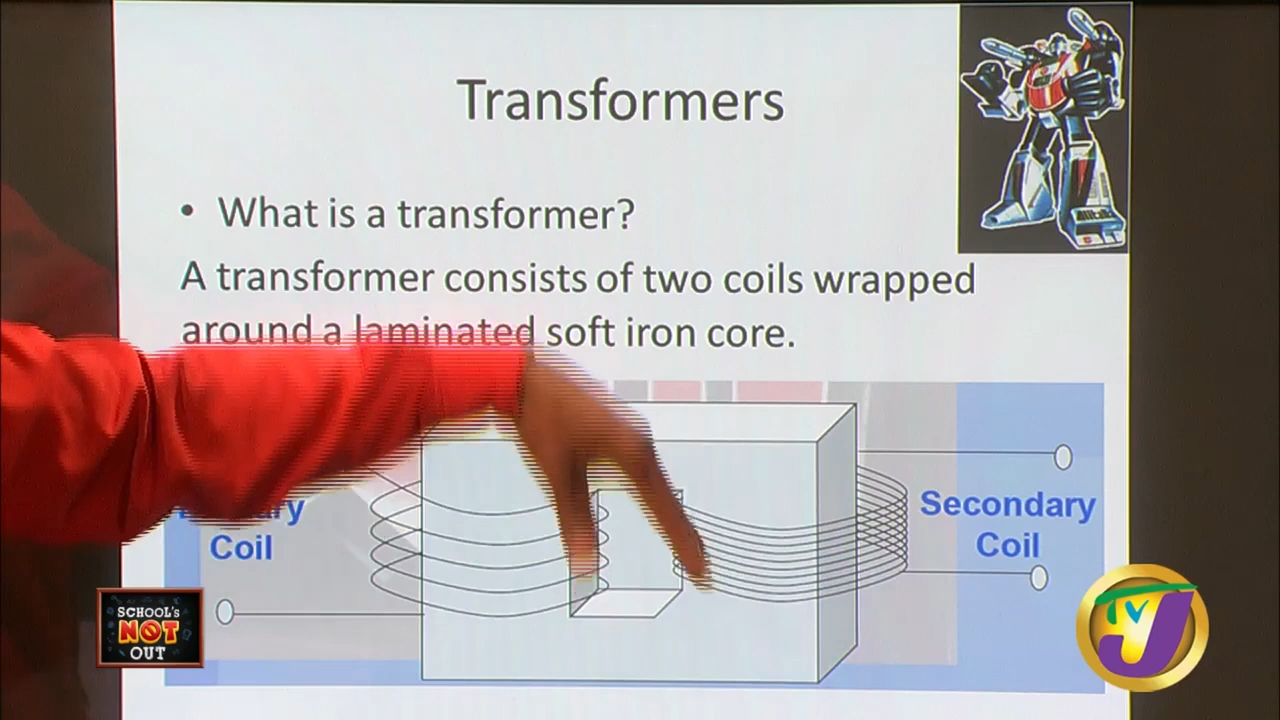 Transformers
• What is a transformer?
A transformer consists of two coils wrapped
around a laminated soft iron core.
Coil
Secondary
Coil
SCHOOL's
NOT
OUT
TVJ